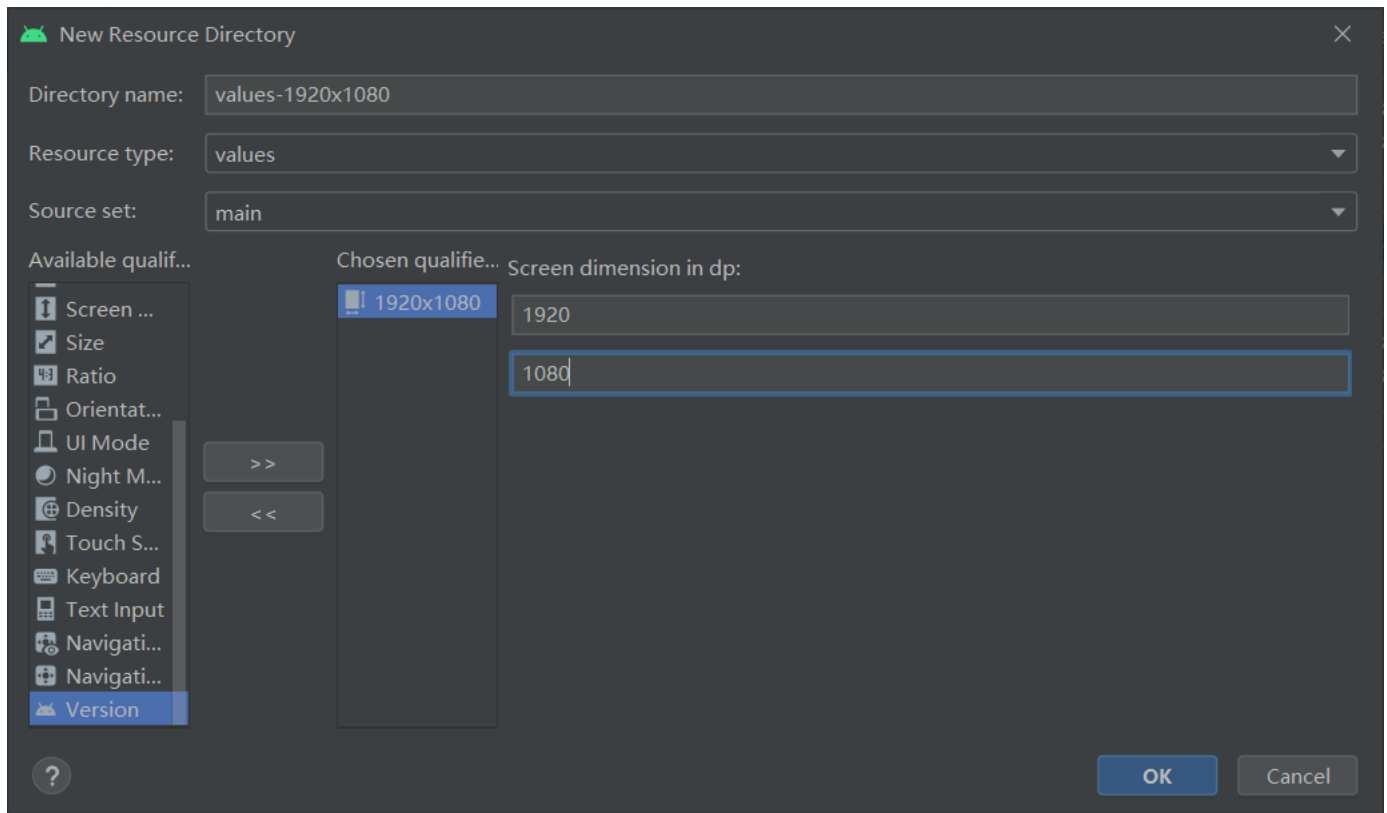 New Resource Directory
Directory name: values-1920x1080
Resource type: values
Source set: main
Available qualif...
Screen ...
Size
Ratio
Orientat...
UI Mode
Night M...
Density
Touch S...
Keyboard
Text Input
Navigati...
Navigati...
Version
>>
<<
Chosen qualifie...
1920x1080
Screen dimension in dp:
1920
1080
?
OK
Cancel